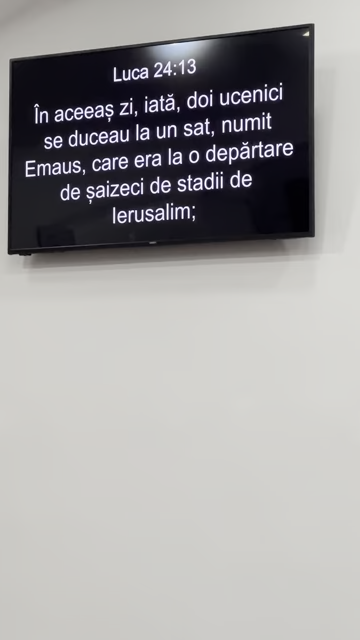 Luca 24:13
În aceeaș zi, iată, doi ucenici
se duceau la un sat, numit
Emaus, care era la o depărtare
de șaizeci de stadii de
Ierusalim;